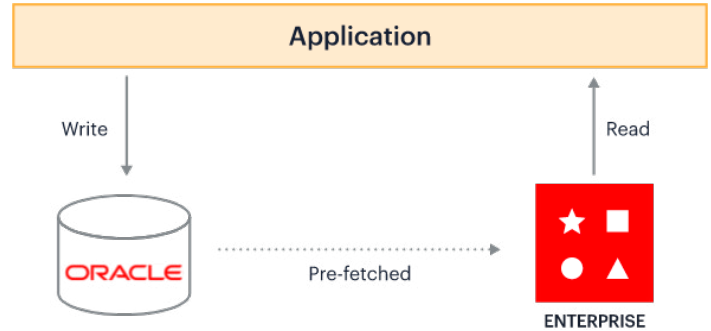 Application
Write
Read
ORACLE
Pre-fetched
ENTERPRISE